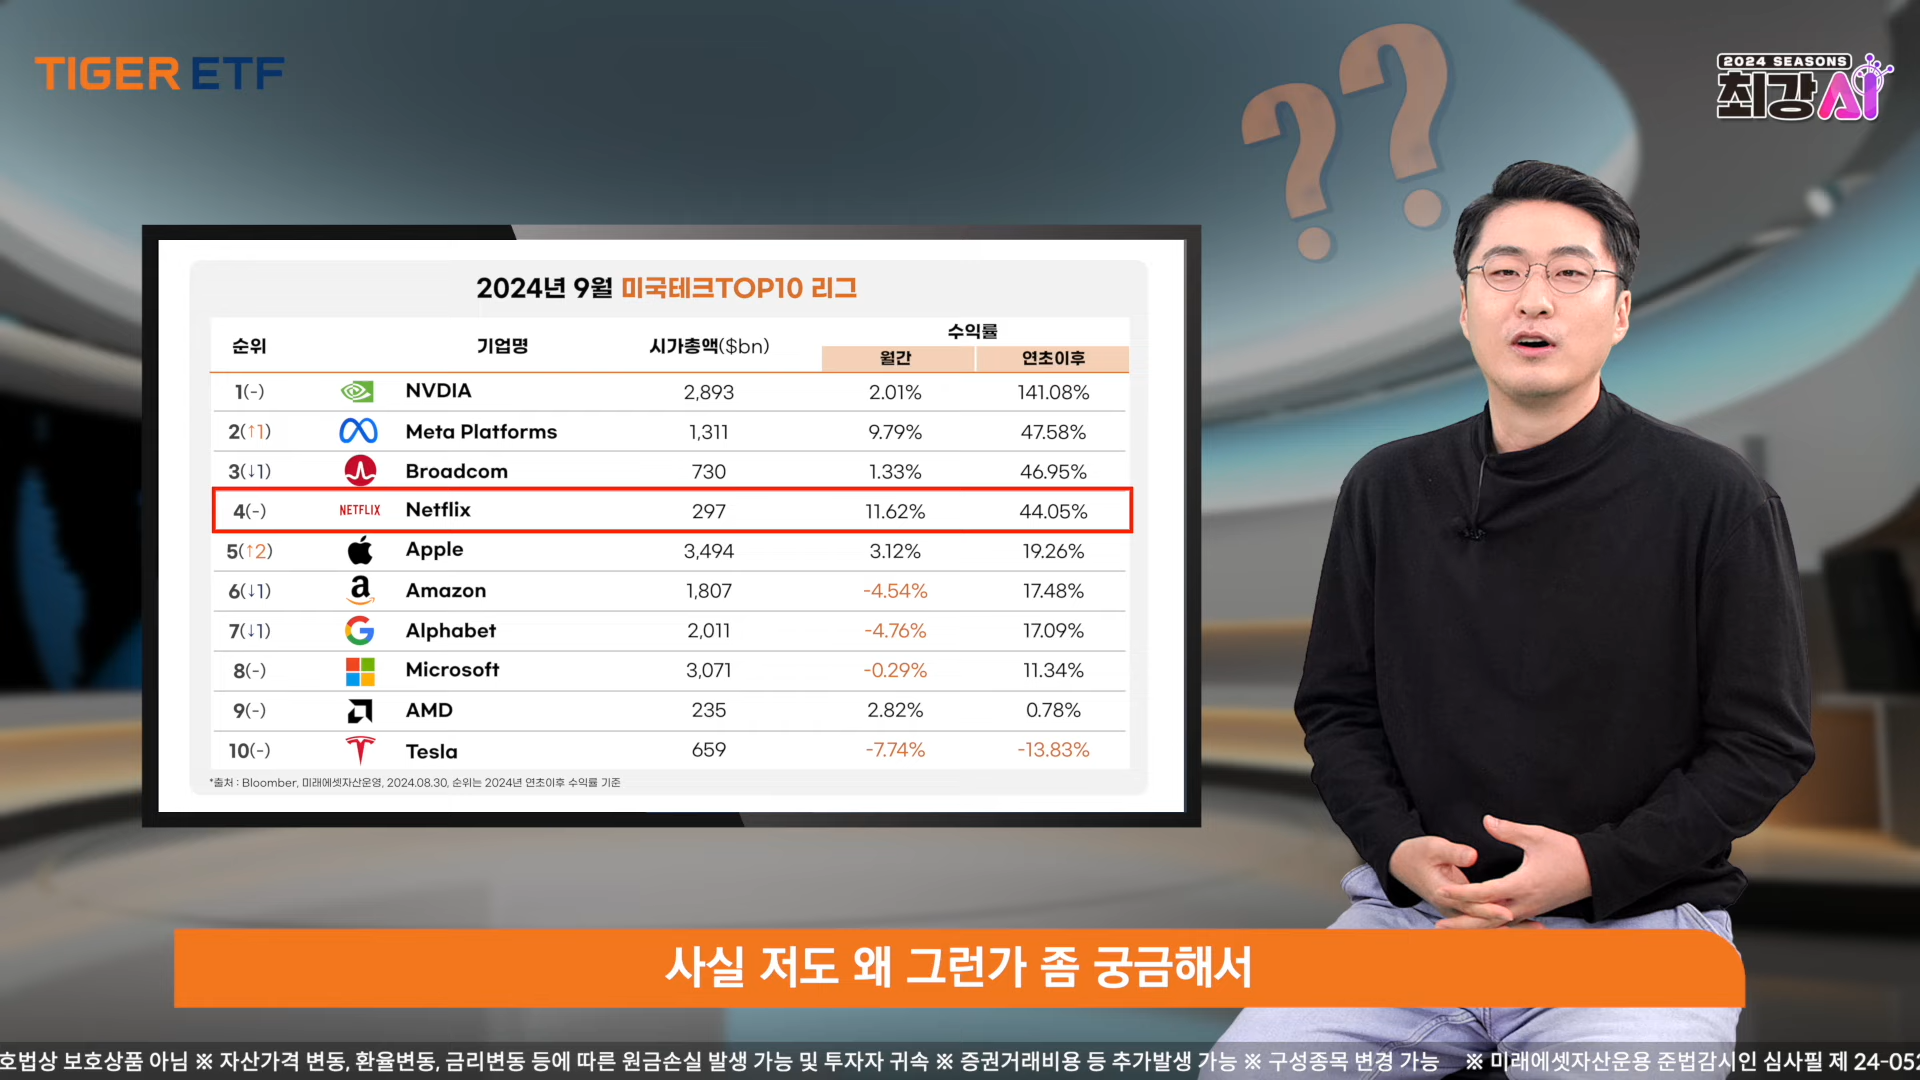 TIGER ETF
2024 SEASONS
최강 AI
??
2024년 9월 미국테크TOP10 리그
순위 기업명 시가총액($bn) 수익률
월간 연초이후
1(-) NVDIA 2,893 2.01% 141.08%
2(↑1) Meta Platforms 1,311 9.79% 47.58%
3(↓1) Broadcom 730 1.33% 46.95%
4(-) NETFLIX Netflix 297 11.62% 44.05%
5(↑2) Apple 3,494 3.12% 19.26%
6(↓1) Amazon 1,807 -4.54% 17.48%
7(↓1) Alphabet 2,011 -4.76% 17.09%
8(-) Microsoft 3,071 -0.29% 11.34%
9(-) AMD 235 2.82% 0.78%
10(-) Tesla 659 -7.74% -13.83%
*출처 : Bloomber, 미래에셋자산운영, 2024.08.30, 순위는 2024년 연초이후 수익률 기준
사실 저도 왜 그런가 좀 궁금해서
호법상 보호상품 아님 ※ 자산가격 변동, 환율변동, 금리변동 등에 따른 원금손실 발생 가능 및 투자자 귀속 ※ 증권거래비용 등 추가발생 가능 ※ 구성종목 변경 가능 ※ 미래에셋자산운용 준법감시인 심사필 제 24-052